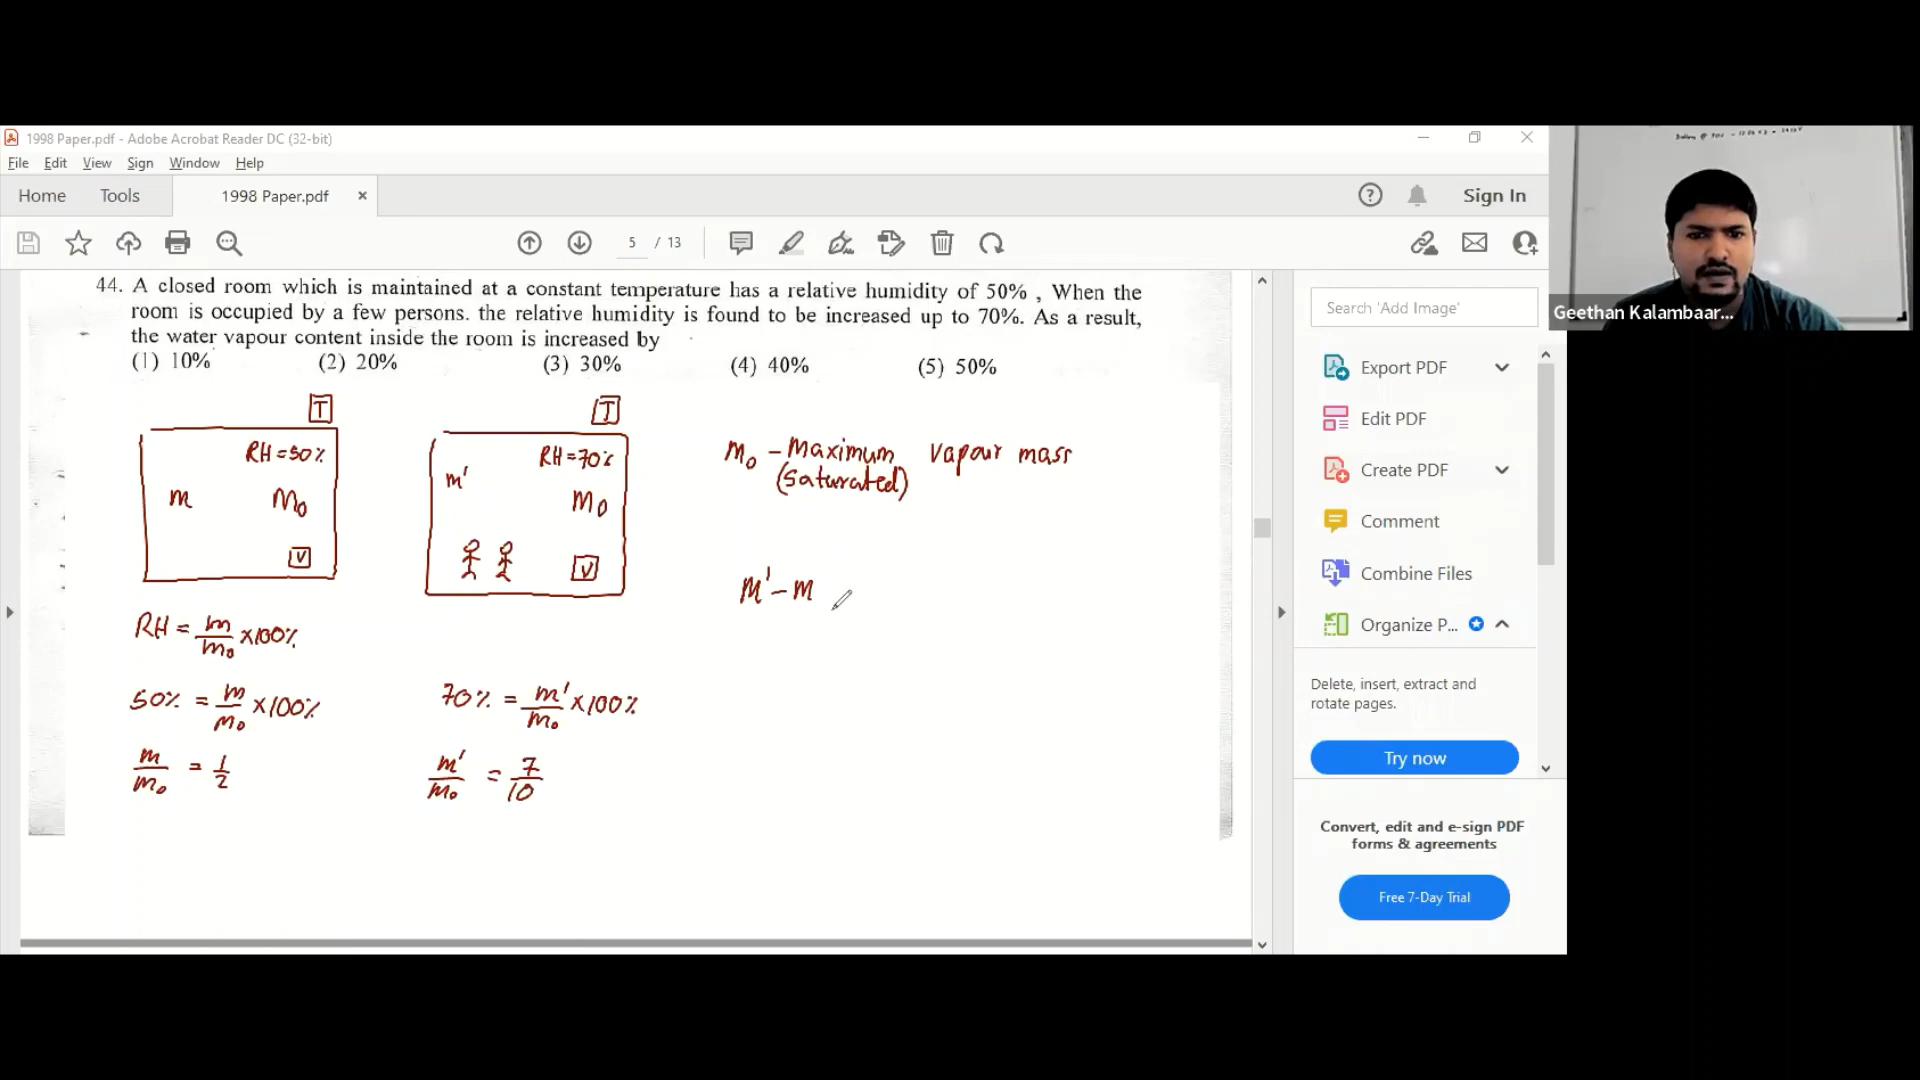 1998 Paper.pdf - Adobe Acrobat Reader DC (32-bit)
File Edit View Sign Window Help
Home Tools 1998 Paper.pdf × Sign In
5 / 13
44. A closed room which is maintained at a constant temperature has a relative humidity of 50% , When the
room is occupied by a few persons. the relative humidity is found to be increased up to 70%. As a result,
the water vapour content inside the room is increased by
(1) 10% (2) 20% (3) 30% (4) 40% (5) 50%
T
RH = 50%
m M₀
V
T
RH = 70%
m'
M₀
V
M₀ - Maximum vapour mass
(saturated)
M' - M
RH = m/m₀ × 100%
50% = m/m₀ × 100%
m/m₀ = 1/2
70% = m'/m₀ × 100%
m'/m₀ = 7/10
Search 'Add Image'
Export PDF
Edit PDF
Create PDF
Comment
Combine Files
Organize P...
Delete, insert, extract and
rotate pages.
Try now
Convert, edit and e-sign PDF
forms & agreements
Free 7-Day Trial
Geethan Kalambaar...